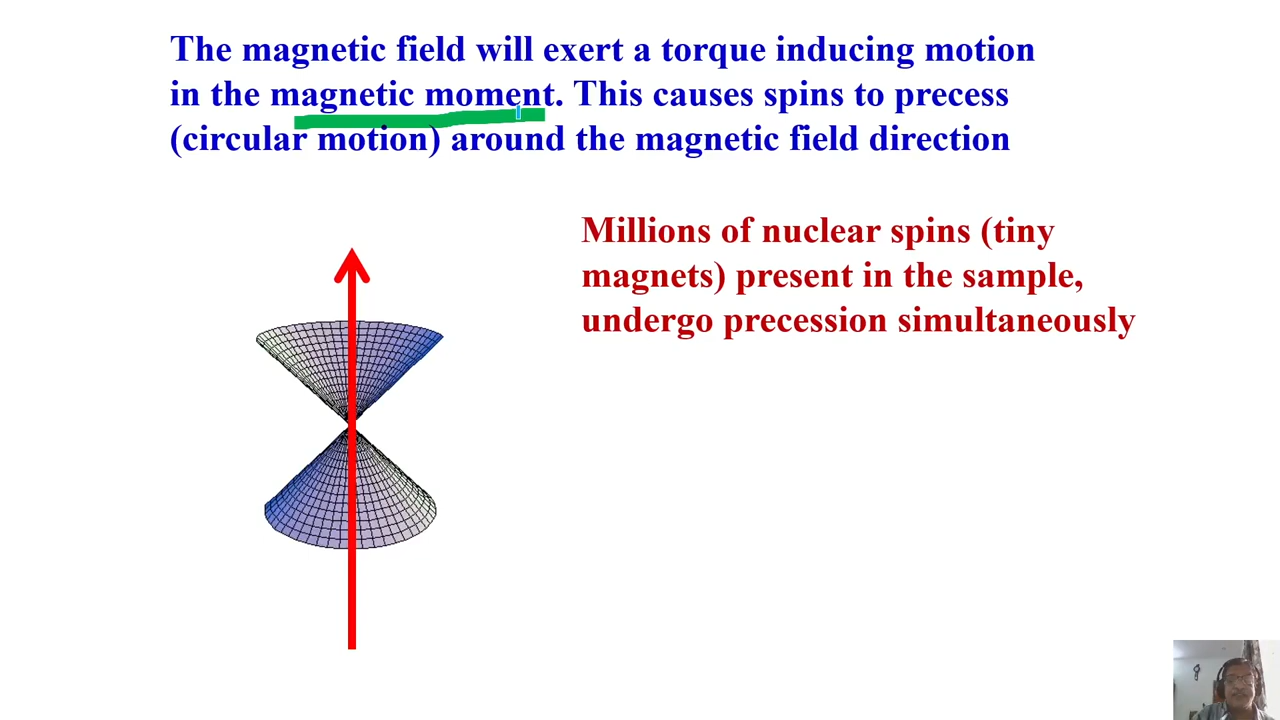 The magnetic field will exert a torque inducing motion
in the magnetic moment. This causes spins to precess
(circular motion) around the magnetic field direction
Millions of nuclear spins (tiny
magnets) present in the sample,
undergo precession simultaneously